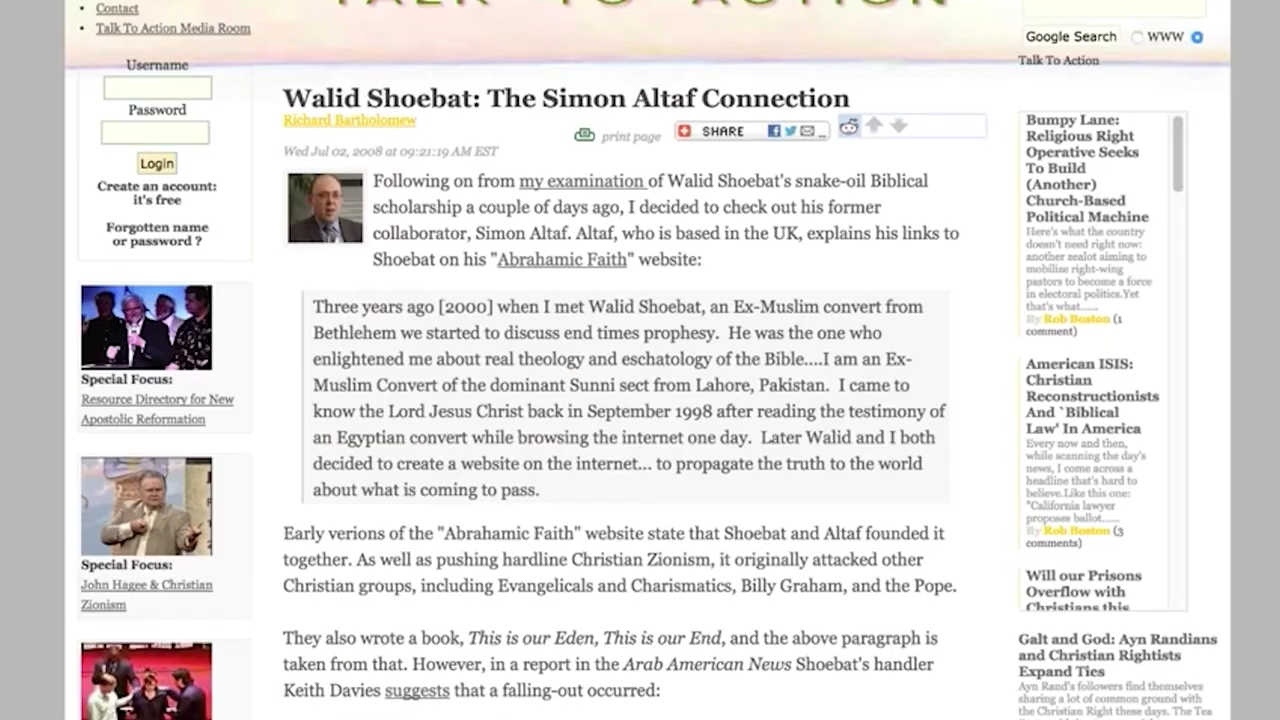 TALK TO ACTION
Contact
Talk To Action Media Room
Google Search
WWW
Talk To Action
Username
Password
Login
Create an account:
it's free
Forgotten name
or password ?
Special Focus:
Resource Directory for New
Apostolic Reformation
Special Focus:
John Hagee & Christian
Zionism
Walid Shoebat: The Simon Altaf Connection
Richard Bartholomew
print page
SHARE
Wed Jul 02, 2008 at 09:21:19 AM EST
Following on from my examination of Walid Shoebat's snake-oil Biblical
scholarship a couple of days ago, I decided to check out his former
collaborator, Simon Altaf. Altaf, who is based in the UK, explains his links to
Shoebat on his "Abrahamic Faith" website:
Three years ago [2000] when I met Walid Shoebat, an Ex-Muslim convert from
Bethlehem we started to discuss end times prophesy. He was the one who
enlightened me about real theology and eschatology of the Bible....I am an Ex-
Muslim Convert of the dominant Sunni sect from Lahore, Pakistan. I came to
know the Lord Jesus Christ back in September 1998 after reading the testimony of
an Egyptian convert while browsing the internet one day. Later Walid and I both
decided to create a website on the internet... to propagate the truth to the world
about what is coming to pass.
Early versions of the "Abrahamic Faith" website state that Shoebat and Altaf founded it
together. As well as pushing hardline Christian Zionism, it originally attacked other
Christian groups, including Evangelicals and Charismatics, Billy Graham, and the Pope.
They also wrote a book, This is our Eden, This is our End, and the above paragraph is
taken from that. However, in a report in the Arab American News Shoebat's handler
Keith Davies suggests that a falling-out occurred:
Bumpy Lane:
Religious Right
Operative Seeks
To Build
(Another)
Church-Based
Political Machine
Here's what the country
doesn't need right now:
another zealot aiming to
mobilize right-wing
pastors to become a force
in electoral politics.Yet
that's what......
By Rob Boston (1
comment)
American ISIS:
Christian
Reconstructionists
And `Biblical
Law' In America
Every now and then,
while scanning the day's
news, I come across a
headline that's hard to
believe.Like this one:
"California lawyer
proposes ballot......
By Rob Boston (3
comments)
Will our Prisons
Overflow with
Christians this
Galt and God: Ayn Randians
and Christian Rightists
Expand Ties
Ayn Rand's followers find themselves
sharing a lot of common ground with
the Christian Right these days. The Tea